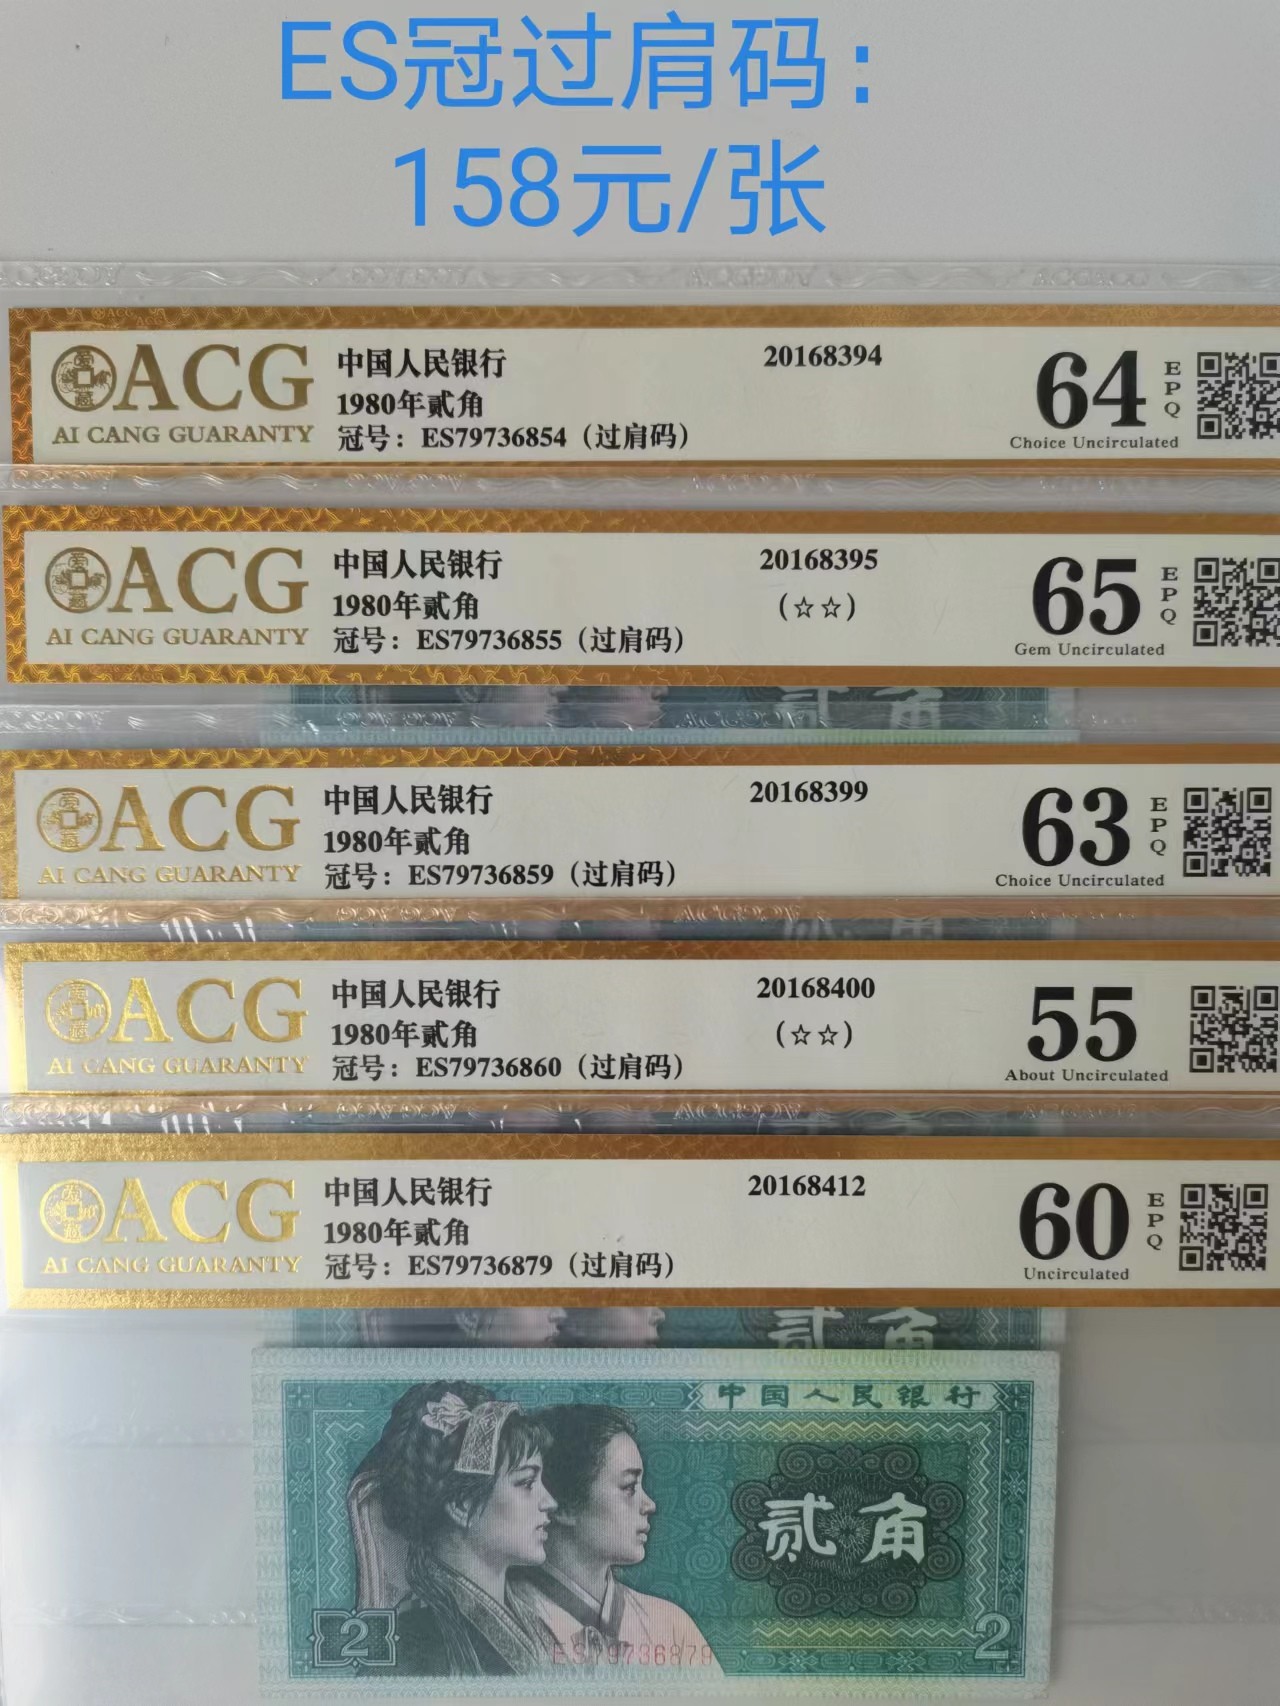 ES冠过肩码：
158元/张
ACG
AI CANG GUARANTY
中国人民银行
1980年贰角
冠号：ES79736854（过肩码）
20168394
64
EPQ
Choice Uncirculated
ACG
AI CANG GUARANTY
中国人民银行
1980年贰角
冠号：ES79736855（过肩码）
20168395
(☆☆)
65
EPQ
Gem Uncirculated
贰角
ACG
AI CANG GUARANTY
中国人民银行
1980年贰角
冠号：ES79736859（过肩码）
20168399
63
EPQ
Choice Uncirculated
ACG
AI CANG GUARANTY
中国人民银行
1980年贰角
冠号：ES79736860（过肩码）
20168400
(☆☆)
55
About Uncirculated
ACG
AI CANG GUARANTY
中国人民银行
1980年贰角
冠号：ES79736879（过肩码）
20168412
60
EPQ
Uncirculated
贰角
中国人民银行
贰角
2
ES79736879
2